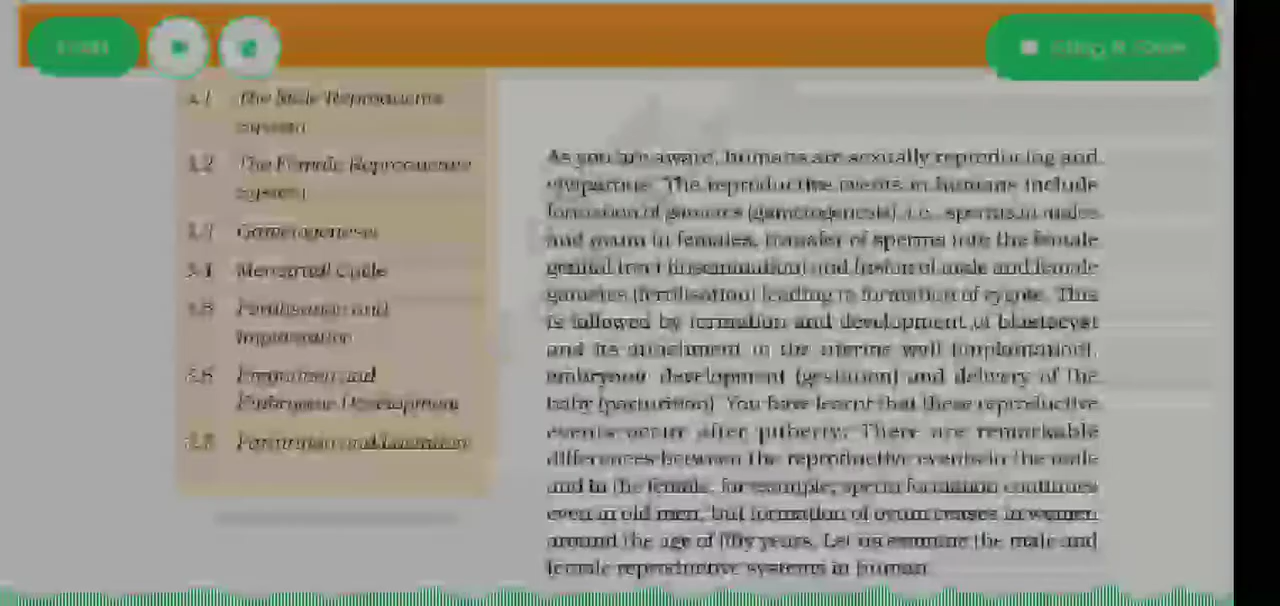 The Male Reproductive
System
The Female Reproductive
System
Gametogenesis
Menstrual Cycle
Fertilisation and
Implantation
Pregnancy and
Embryonic Development
Parturition and Lactation
As you are aware, humans are sexually reproducing and
viviparous. The reproductive events in humans include
formation of gametes (gametogenesis), i.e., sperms in males
and ovum in females, transfer of sperms into the female
genital tract (insemination) and fusion of male and female
gametes (fertilisation) leading to formation of zygote. This
is followed by formation and development of blastocyst
and its attachment to the uterine wall (implantation),
embryonic development (gestation) and delivery of the
baby (parturition). You have learnt that these reproductive
events occur after puberty. There are remarkable
differences between the reproductive events in the male
and in the female, for example, sperm formation continues
even in old men, but formation of ovum ceases in women
around the age of fifty years. Let us examine the male and
female reproductive systems in human.